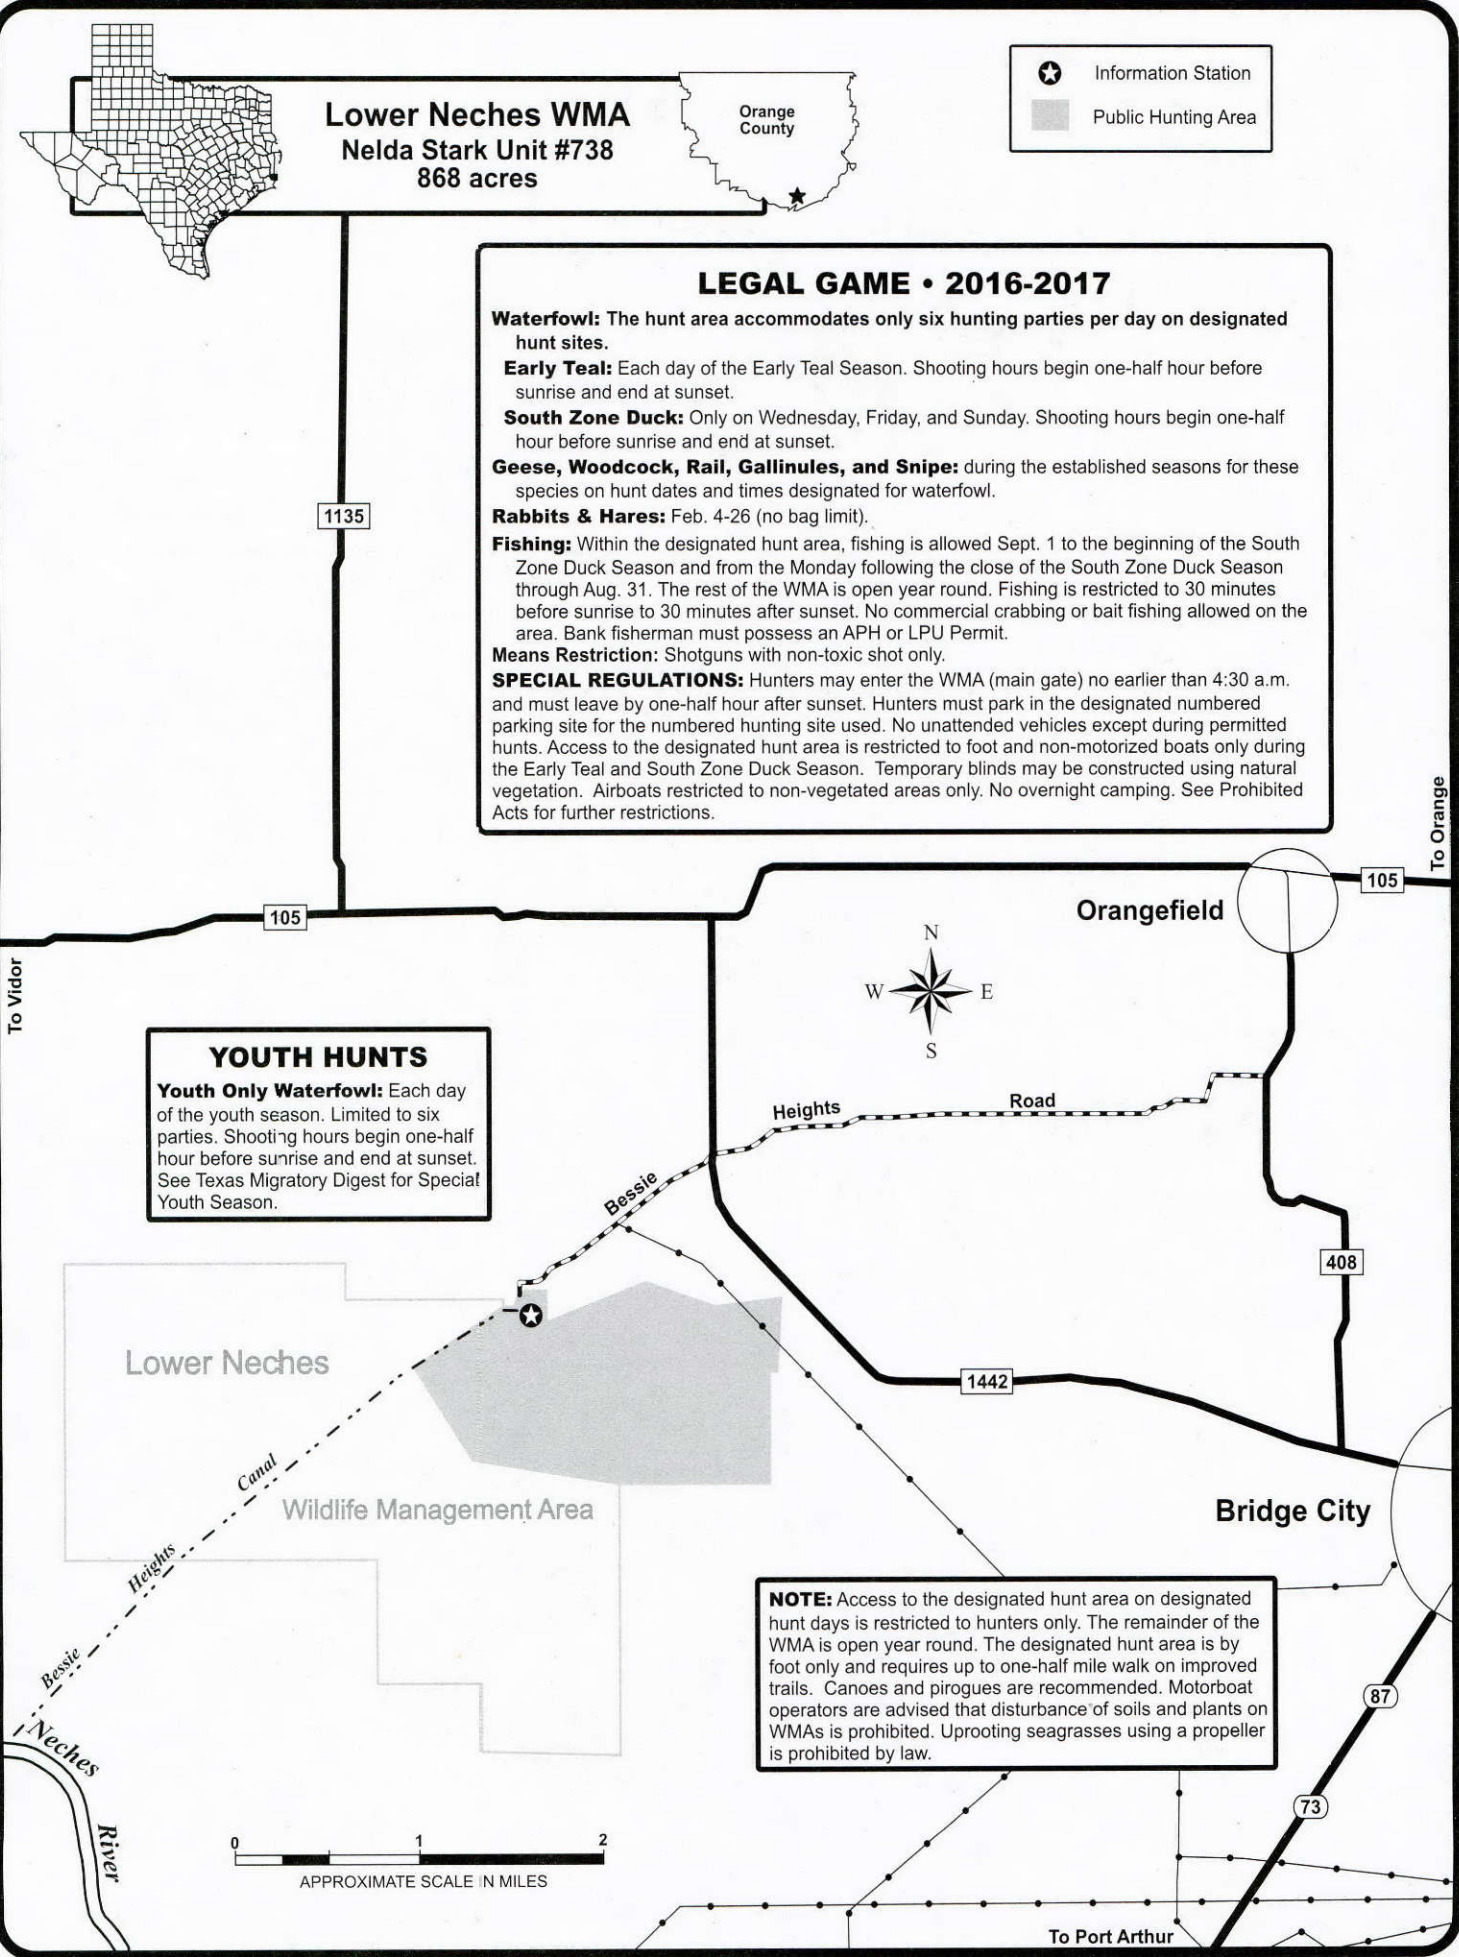 Lower Neches WMA
Nelda Stark Unit #738
868 acres
Orange
County
Information Station
Public Hunting Area
LEGAL GAME • 2016-2017
Waterfowl: The hunt area accommodates only six hunting parties per day on designated
hunt sites.
Early Teal: Each day of the Early Teal Season. Shooting hours begin one-half hour before
sunrise and end at sunset.
South Zone Duck: Only on Wednesday, Friday, and Sunday. Shooting hours begin one-half
hour before sunrise and end at sunset.
Geese, Woodcock, Rail, Gallinules, and Snipe: during the established seasons for these
species on hunt dates and times designated for waterfowl.
Rabbits & Hares: Feb. 4-26 (no bag limit).
Fishing: Within the designated hunt area, fishing is allowed Sept. 1 to the beginning of the South
Zone Duck Season and from the Monday following the close of the South Zone Duck Season
through Aug. 31. The rest of the WMA is open year round. Fishing is restricted to 30 minutes
before sunrise to 30 minutes after sunset. No commercial crabbing or bait fishing allowed on the
area. Bank fisherman must possess an APH or LPU Permit.
Means Restriction: Shotguns with non-toxic shot only.
SPECIAL REGULATIONS: Hunters may enter the WMA (main gate) no earlier than 4:30 a.m.
and must leave by one-half hour after sunset. Hunters must park in the designated numbered
parking site for the numbered hunting site used. No unattended vehicles except during permitted
hunts. Access to the designated hunt area is restricted to foot and non-motorized boats only during
the Early Teal and South Zone Duck Season. Temporary blinds may be constructed using natural
vegetation. Airboats restricted to non-vegetated areas only. No overnight camping. See Prohibited
Acts for further restrictions.
1135
To Orange
105
105
Orangefield
To Vidor
N
W
E
S
YOUTH HUNTS
Youth Only Waterfowl: Each day
of the youth season. Limited to six
parties. Shooting hours begin one-half
hour before sunrise and end at sunset.
See Texas Migratory Digest for Special
Youth Season.
Bessie
Heights
Road
408
Lower Neches
1442
Canal
Wildlife Management Area
Heights
Bessie
Bridge City
NOTE: Access to the designated hunt area on designated
hunt days is restricted to hunters only. The remainder of the
WMA is open year round. The designated hunt area is by
foot only and requires up to one-half mile walk on improved
trails. Canoes and pirogues are recommended. Motorboat
operators are advised that disturbance of soils and plants on
WMAs is prohibited. Uprooting seagrasses using a propeller
is prohibited by law.
87
73
Neches
River
0
1
2
APPROXIMATE SCALE IN MILES
To Port Arthur